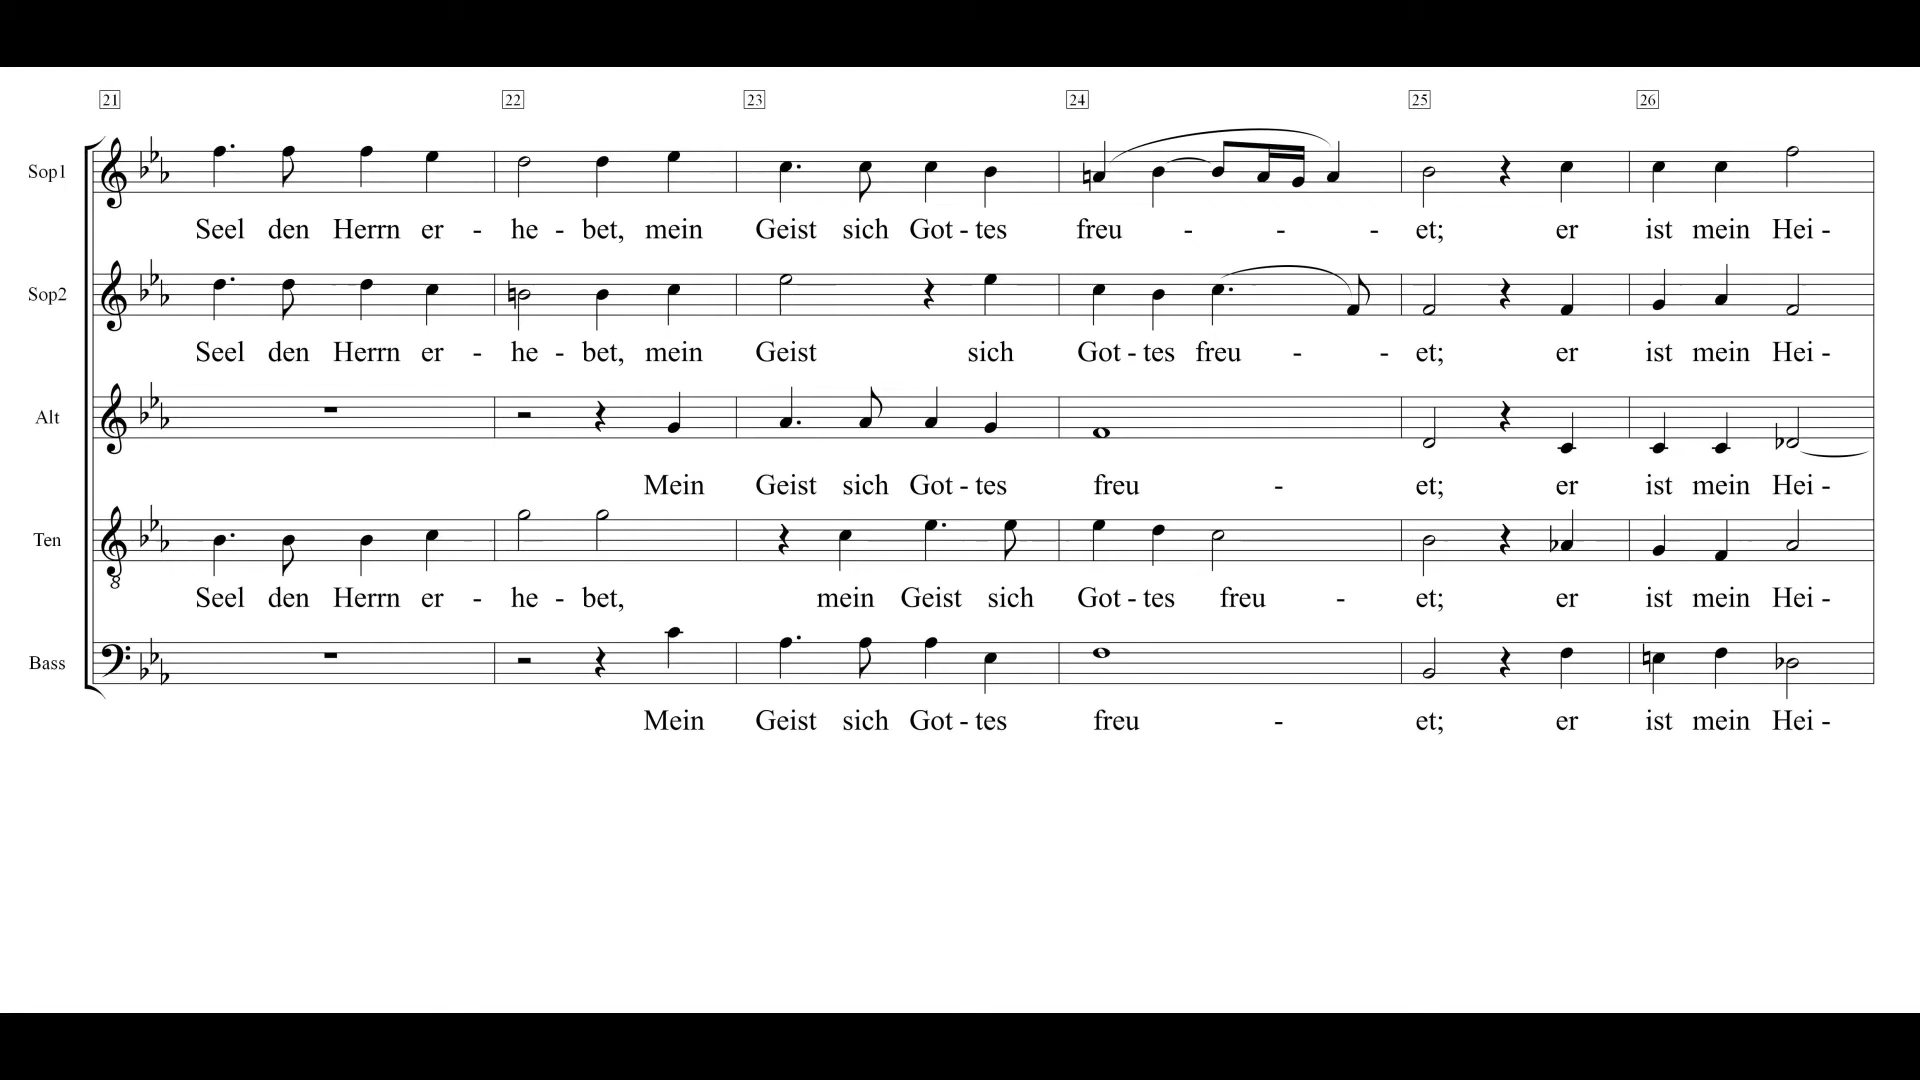 21 22 23 24 25 26
Sop1
Seel den Herrn er - he - bet, mein Geist sich Got - tes freu - - - et; er ist mein Hei -
Sop2
Seel den Herrn er - he - bet, mein Geist sich Got - tes freu - - et; er ist mein Hei -
Alt
Mein Geist sich Got - tes freu - et; er ist mein Hei -
Ten
8
Seel den Herrn er - he - bet, mein Geist sich Got - tes freu - et; er ist mein Hei -
Bass
Mein Geist sich Got - tes freu - et; er ist mein Hei -